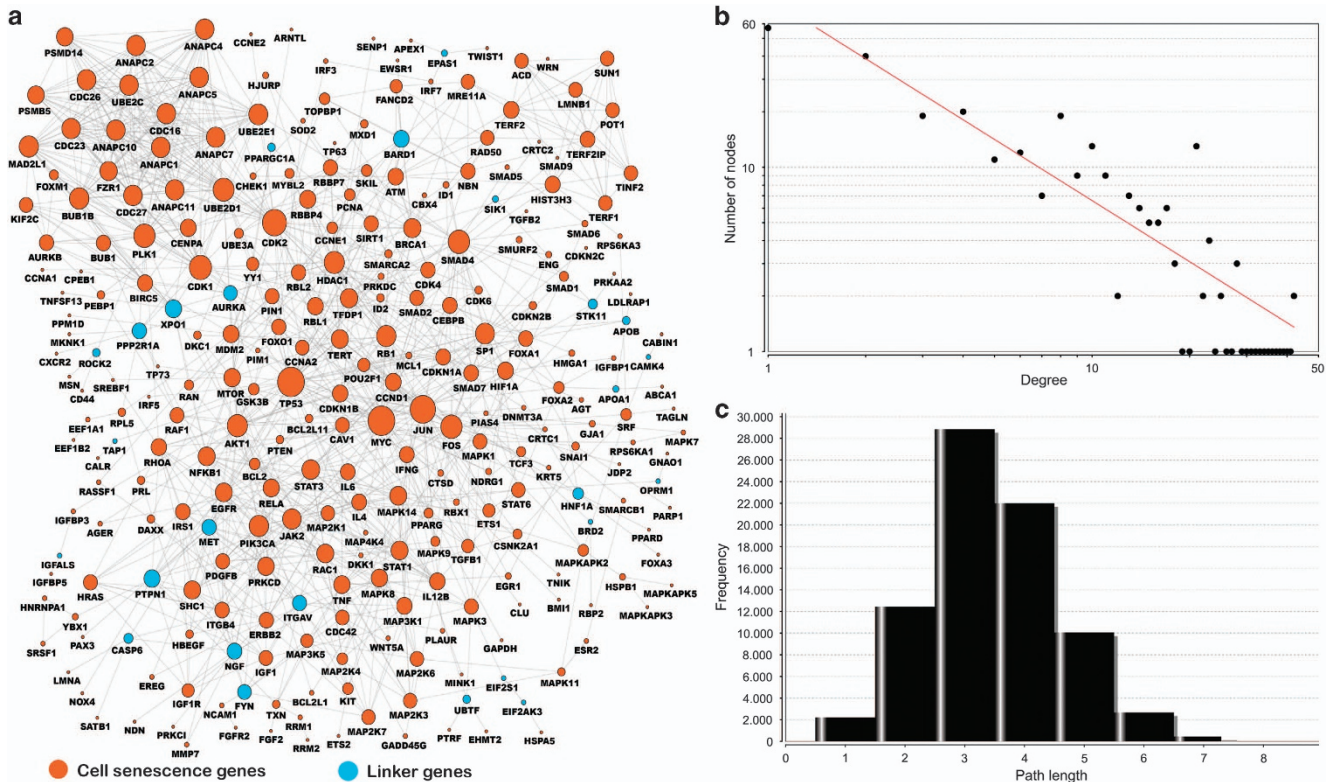 a
PSMD14
ANAPC2
ANAPC4
CCNE2
ARNTL
SENP1
APEX1
EPAS1
TWIST1
WRN
SUN1
CDC26
UBE2C
ANAPC5
HJURP
IRF3
EWSR1
FANCD2
IRF7
MRE11A
ACD
LMNB1
PSMB5
CDC16
UBE2E1
TOPBP1
SOD2
MXD1
TERF2
POT1
CDC23
ANAPC10
ANAPC1
ANAPC7
PPARGC1A
TP63
BARD1
RAD50
CRTC2
TERF2IP
MAD2L1
FOXM1
FZR1
CHEK1
MYBL2
RBBP7
SKIL
ATM
ID1
NBN
SMAD5
SMAD9
TINF2
KIF2C
BUB1B
CDC27
ANAPC11
UBE2D1
RBBP4
PCNA
CBX4
SIK1
TGFB2
HIST3H3
TERF1
AURKB
BUB1
PLK1
CENPA
UBE3A
CDK2
CCNE1
SIRT1
BRCA1
SMAD4
SMURF2
SMAD6
CDKN2C
RPS6KA3
CCNA1
CPEB1
BIRC5
CDK1
YY1
RBL2
HDAC1
SMARCA2
PRKDC
CDK4
ENG
SMAD1
PRKAA2
TNFSF13
PEBP1
XPO1
AURKA
PIN1
RBL1
TFDP1
ID2
SMAD2
CDK6
CEBPB
CDKN2B
STK11
LDLRAP1
APOB
PPM1D
MKNK1
PPP2R1A
DKC1
MDM2
FOXO1
CCNA2
TERT
RB1
SP1
FOXA1
HMGA1
CABIN1
CXCR2
ROCK2
TP73
PIM1
MCL1
CDKN1A
IGFBP1
CAMK4
MSN
CD44
SREBF1
RAN
MTOR
GSK3B
TP53
POU2F1
CCND1
SMAD7
HIF1A
FOXA2
AGT
APOA1
ABCA1
EEF1A1
RPL5
IRF5
RAF1
CDKN1B
DNMT3A
PIAS4
CRTC1
GJA1
SRF
TAGLN
EEF1B2
TAP1
AKT1
BCL2L11
CAV1
MYC
JUN
FOS
MAPK1
SNAI1
RPS6KA1
MAPK7
CALR
RHOA
NFKB1
PTEN
BCL2
IFNG
TCF3
KRT5
JDP2
GNAO1
RASSF1
PRL
RELA
STAT3
IL6
CTSD
NDRG1
OPRM1
IGFBP3
AGER
DAXX
IRS1
EGFR
IL4
MAPK14
PPARG
RBX1
STAT6
HNF1A
SMARCB1
PARP1
MET
PIK3CA
JAK2
MAP2K1
MAP4K4
MAPK9
ETS1
CSNK2A1
BRD2
PPARD
IGFALS
PDGFB
PRKCD
RAC1
DKK1
STAT1
TGFB1
MAPKAPK2
FOXA3
IGFBP5
HRAS
PTPN1
SHC1
TNF
MAPK8
IL12B
EGR1
TNIK
HSPB1
MAPKAPK5
HNRNPA1
YBX1
ITGB4
ITGAV
CDC42
MAP3K1
MAPK3
CLU
BMI1
RBP2
MAPKAPK3
SRSF1
PAX3
CASP6
HBEGF
ERBB2
MAP3K5
WNT5A
PLAUR
GAPDH
ESR2
LMNA
EREG
NGF
IGF1
MAP2K4
MAP2K6
MINK1
EIF2S1
MAPK11
NOX4
IGF1R
FYN
BCL2L1
KIT
MAP2K3
UBTF
EIF2AK3
SATB1
NDN
PRKCI
NCAM1
FGFR2
TXN
RRM1
MAP2K7
PTRF
EHMT2
HSPA5
MMP7
FGF2
RRM2
ETS2
GADD45G
Cell senescence genes
Linker genes
b
60
10
1
Number of nodes
1
10
50
Degree
c
30.000
28.000
26.000
24.000
22.000
20.000
18.000
16.000
14.000
12.000
10.000
8.000
6.000
4.000
2.000
0
Frequency
0
1
2
3
4
5
6
7
8
Path length